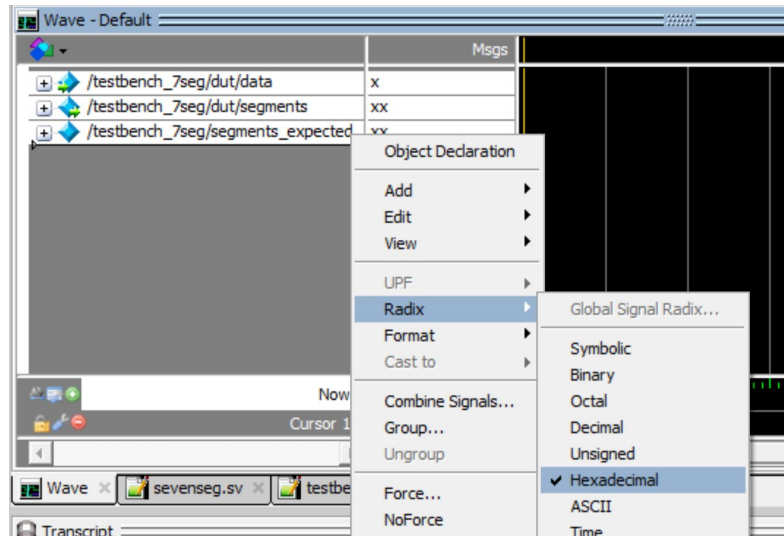 Wave - Default
Msgs
/testbench_7seg/dut/data x
/testbench_7seg/dut/segments xx
/testbench_7seg/segments_expected xx
Object Declaration
Add
Edit
View
UPF
Radix
Format
Cast to
Combine Signals...
Group...
Ungroup
Force...
NoForce
Global Signal Radix...
Symbolic
Binary
Octal
Decimal
Unsigned
Hexadecimal
ASCII
Time
Now
Cursor 1
Wave sevenseg.sv testbe
Transcript